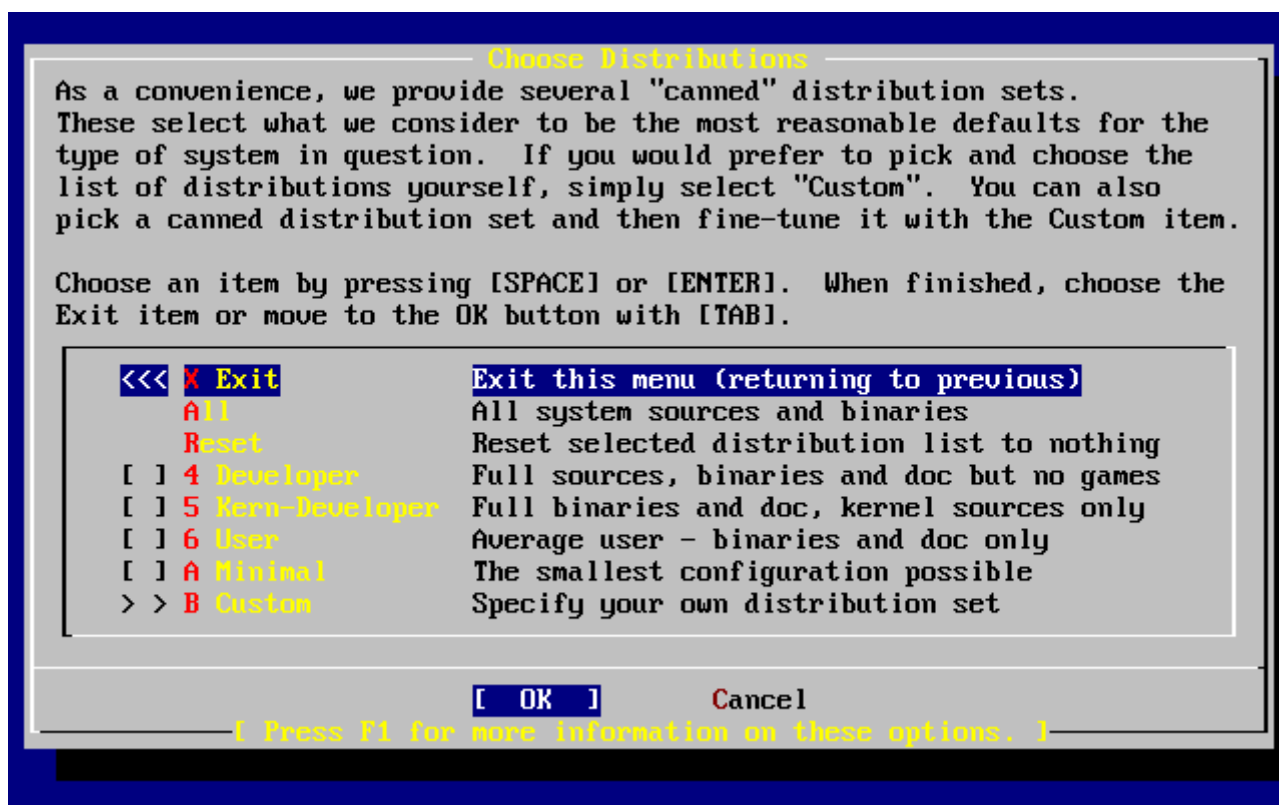 Choose Distributions
As a convenience, we provide several "canned" distribution sets.
These select what we consider to be the most reasonable defaults for the
type of system in question.  If you would prefer to pick and choose the
list of distributions yourself, simply select "Custom".  You can also
pick a canned distribution set and then fine-tune it with the Custom item.
Choose an item by pressing [SPACE] or [ENTER].  When finished, choose the
Exit item or move to the OK button with [TAB].
<<< X Exit Exit this menu (returning to previous)
All All system sources and binaries
Reset Reset selected distribution list to nothing
[ ] 4 Developer Full sources, binaries and doc but no games
[ ] 5 Kern-Developer Full binaries and doc, kernel sources only
[ ] 6 User Average user - binaries and doc only
[ ] A Minimal The smallest configuration possible
> > B Custom Specify your own distribution set
[ OK ] Cancel
[ Press F1 for more information on these options. ]